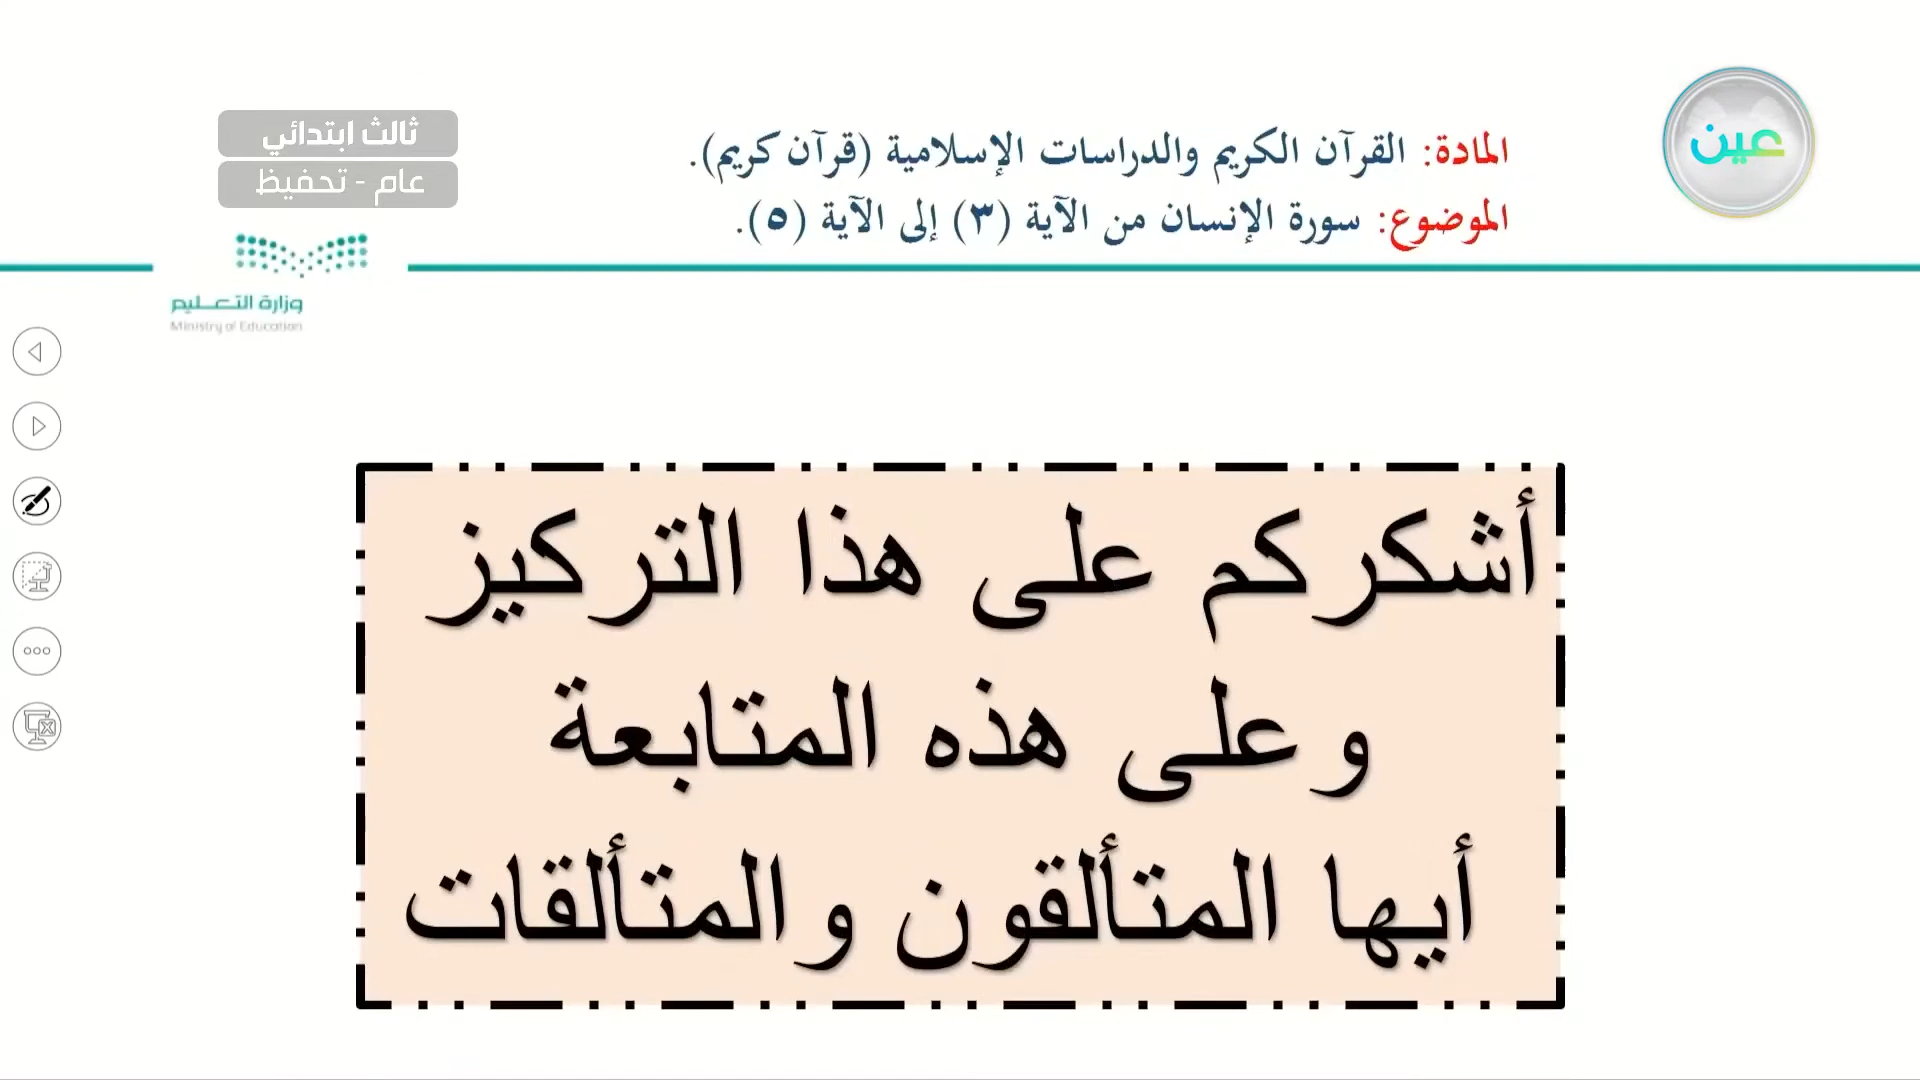 عين
المادة: القرآن الكريم والدراسات الإسلامية (قرآن كريم).
الموضوع: سورة الإنسان من الآية (٣) إلى الآية (٥).
ثالث ابتدائي
عام - تحفيظ
وزارة التعليم
Ministry of Education
أشكركم على هذا التركيز
وعلى هذه المتابعة
أيها المتألقون والمتألقات